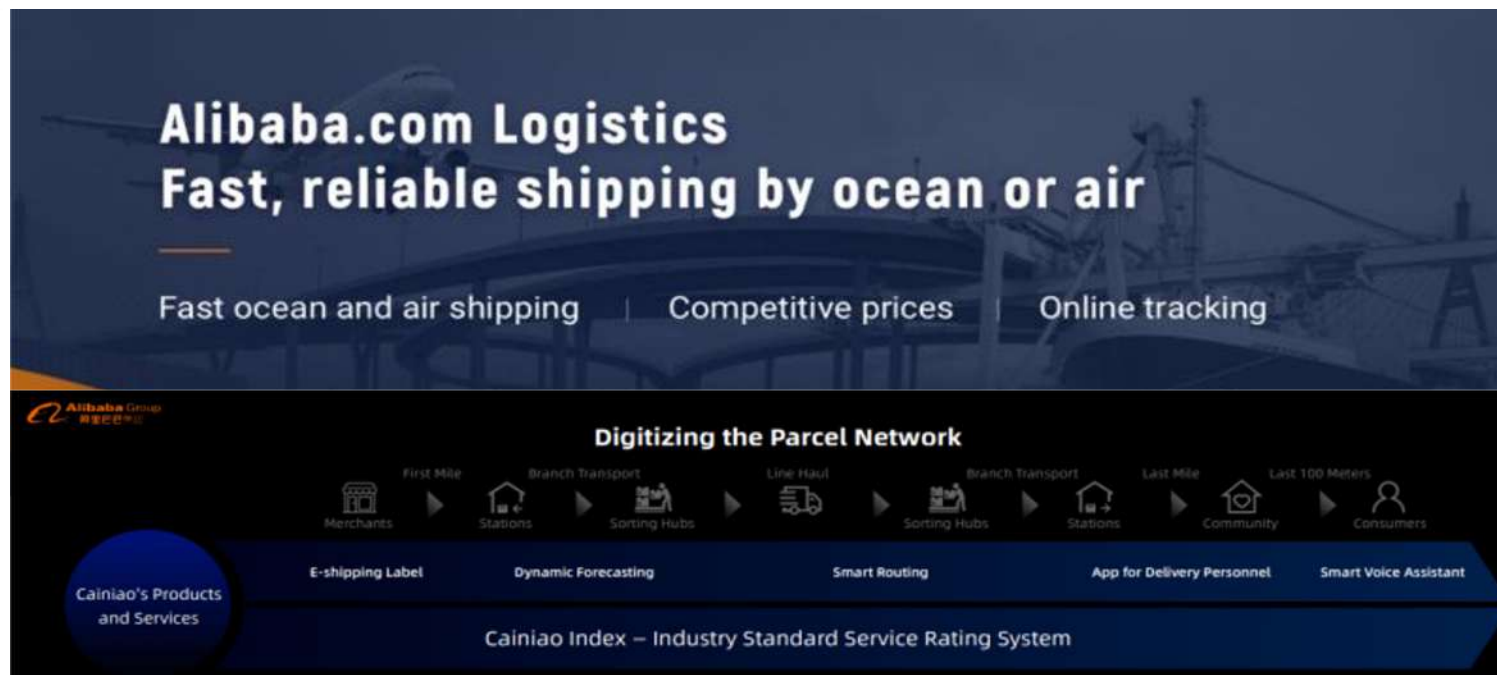 Alibaba.com Logistics
Fast, reliable shipping by ocean or air
Fast ocean and air shipping | Competitive prices | Online tracking
Alibaba Group
Digitizing the Parcel Network
First Mile Branch Transport Line Haul Branch Transport Last Mile Last 100 Meters
Merchants Stations Sorting Hubs Sorting Hubs Stations Community Consumers
E-shipping Label Dynamic Forecasting Smart Routing App for Delivery Personnel Smart Voice Assistant
Cainiao's Products
and Services
Cainiao Index – Industry Standard Service Rating System